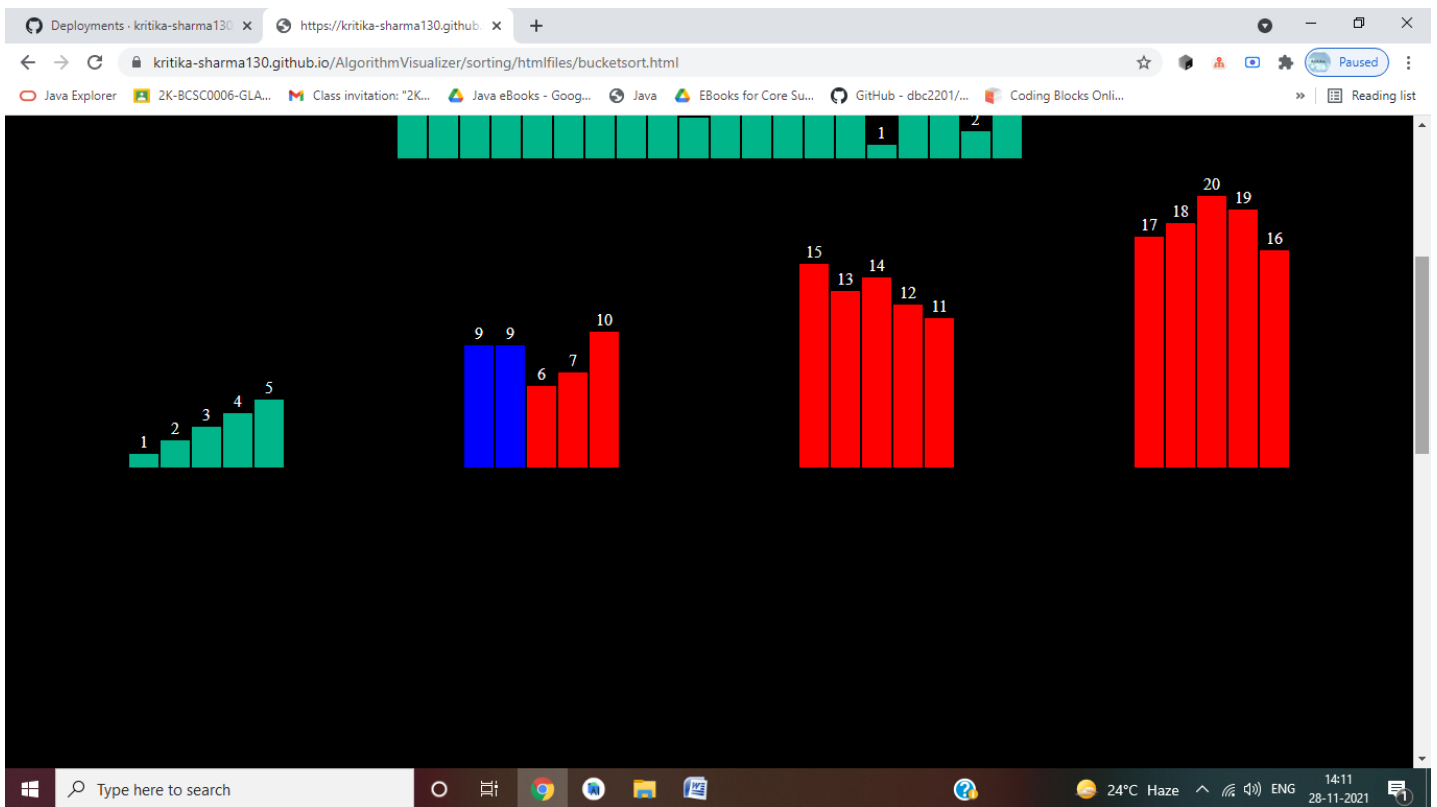 Deployments · kritika-sharma130 https://kritika-sharma130.github.
kritika-sharma130.github.io/AlgorithmVisualizer/sorting/htmlfiles/bucketsort.html Paused
Java Explorer 2K-BCSC0006-GLA... Class invitation: "2K... Java eBooks - Goog... Java EBooks for Core Su... GitHub - dbc2201/... Coding Blocks Onli... » Reading list
1 2
1 2 3 4 5
9 9 6 7 10
15 13 14 12 11
17 18 20 19 16
Type here to search 24°C Haze ENG 14:11
28-11-2021